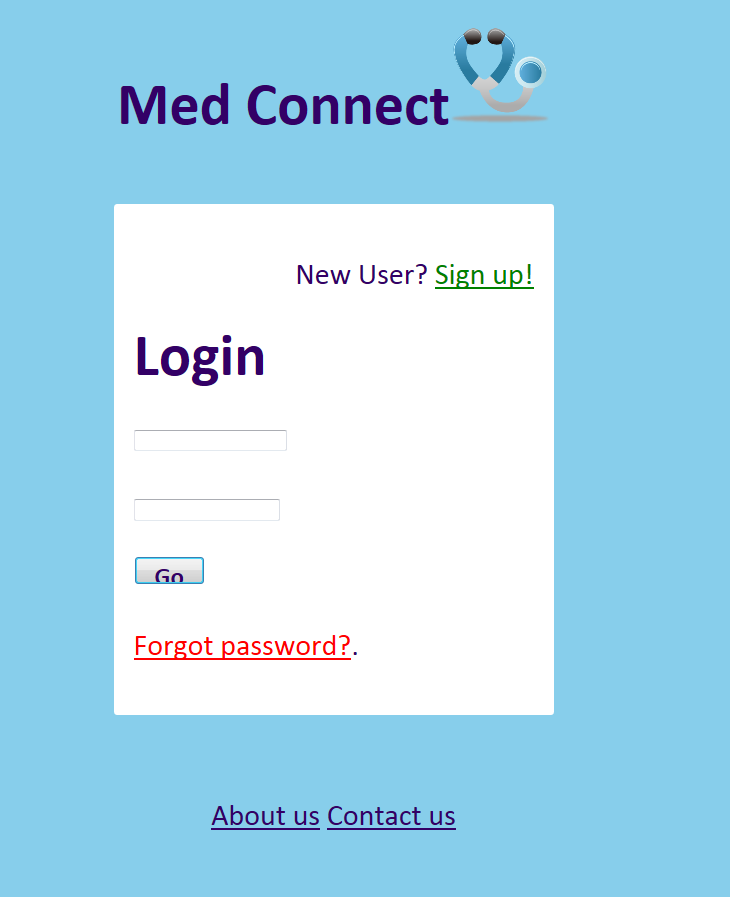 Med Connect
New User? Sign up!
Login
Go
Forgot password?.
About us Contact us